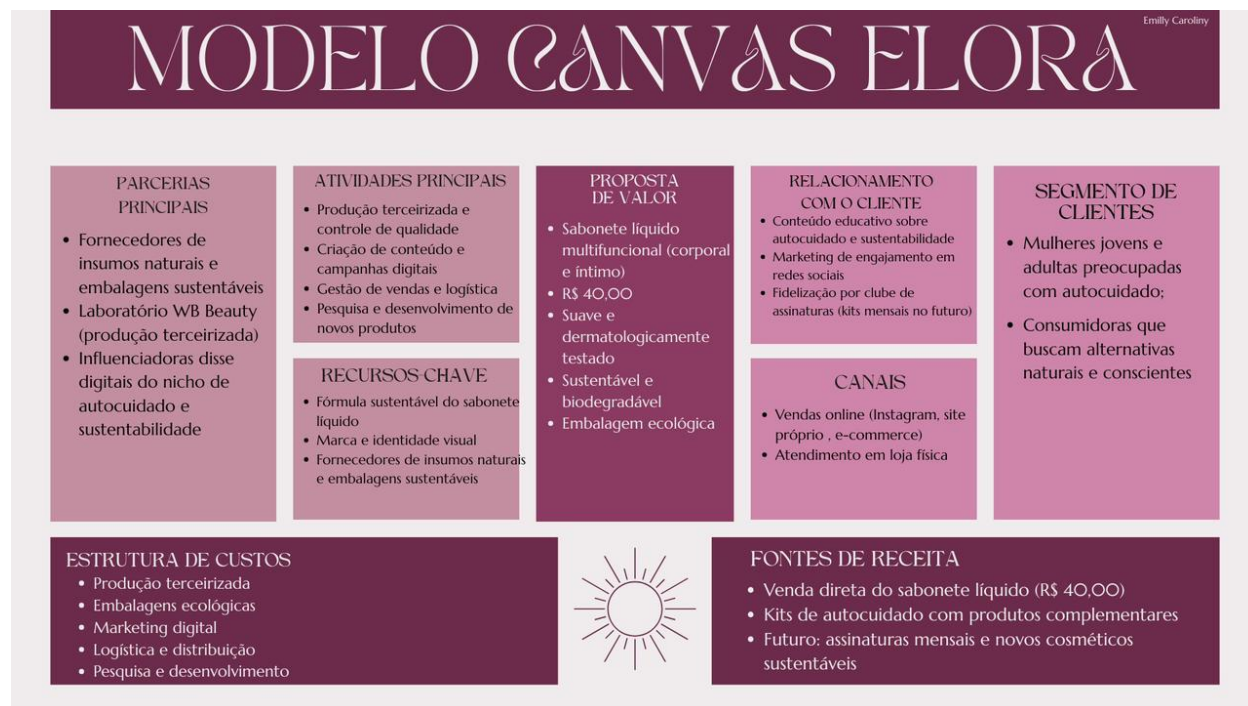 Emilly Caroliny
MODELO CANVAS ELORA
PARCERIAS
PRINCIPAIS
• Fornecedores de
insumos naturais e
embalagens sustentáveis
• Laboratório WB Beauty
(produção terceirizada)
• Influenciadoras disse
digitais do nicho de
autocuidado e
sustentabilidade
ATIVIDADES PRINCIPAIS
• Produção terceirizada e
controle de qualidade
• Criação de conteúdo e
campanhas digitais
• Gestão de vendas e logística
• Pesquisa e desenvolvimento de
novos produtos
RECURSOS-CHAVE
• Fórmula sustentável do sabonete
líquido
• Marca e identidade visual
• Fornecedores de insumos naturais
e embalagens sustentáveis
PROPOSTA
DE VALOR
• Sabonete líquido
multifuncional (corporal
e íntimo)
• R$ 40,00
• Suave e
dermatologicamente
testado
• Sustentável e
biodegradável
• Embalagem ecológica
RELACIONAMENTO
COM O CLIENTE
• Conteúdo educativo sobre
autocuidado e sustentabilidade
• Marketing de engajamento em
redes sociais
• Fidelização por clube de
assinaturas (kits mensais no futuro)
CANAIS
• Vendas online (Instagram, site
próprio , e-commerce)
• Atendimento em loja física
SEGMENTO DE
CLIENTES
• Mulheres jovens e
adultas preocupadas
com autocuidado;
• Consumidoras que
buscam alternativas
naturais e conscientes
ESTRUTURA DE CUSTOS
• Produção terceirizada
• Embalagens ecológicas
• Marketing digital
• Logística e distribuição
• Pesquisa e desenvolvimento
FONTES DE RECEITA
• Venda direta do sabonete líquido (R$ 40,00)
• Kits de autocuidado com produtos complementares
• Futuro: assinaturas mensais e novos cosméticos
sustentáveis